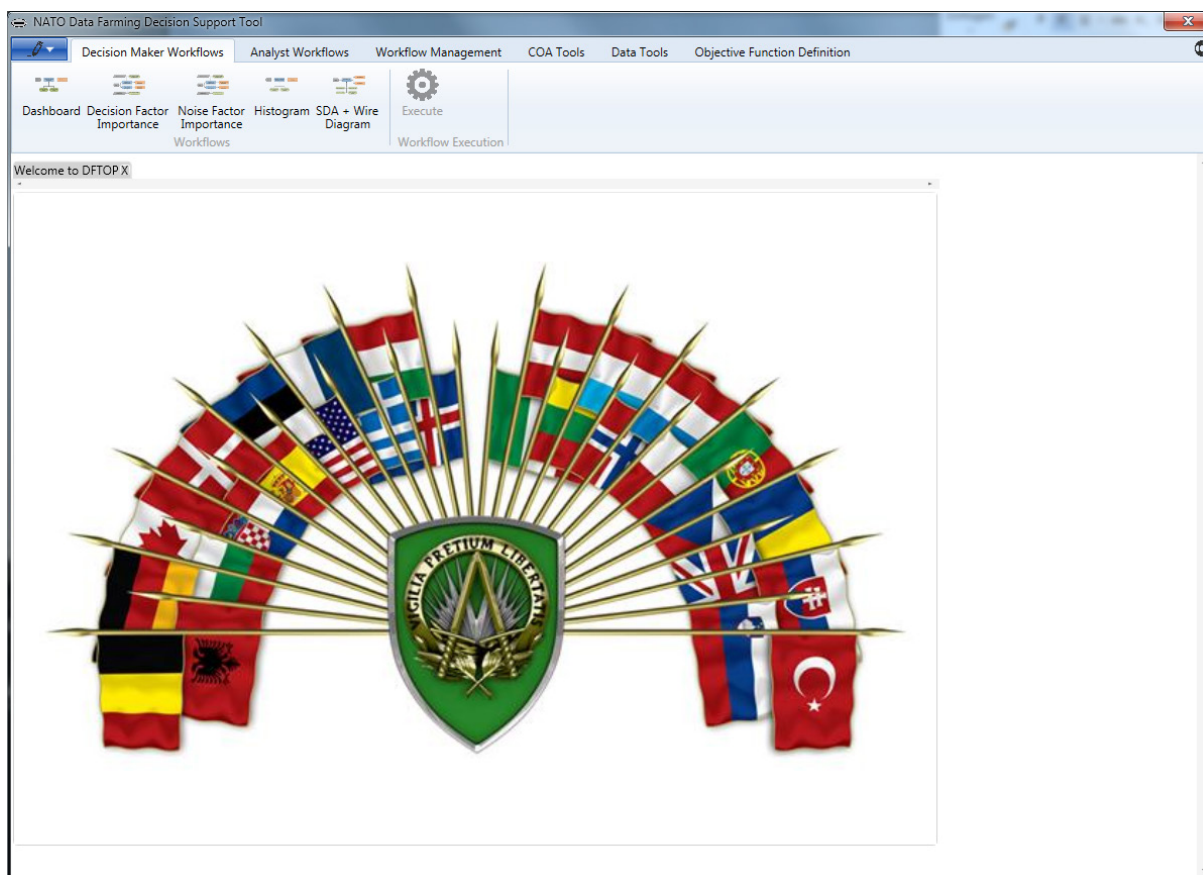 NATO Data Farming Decision Support Tool
Decision Maker Workflows Analyst Workflows Workflow Management COA Tools Data Tools Objective Function Definition
Dashboard Decision Factor Noise Factor Histogram SDA + Wire Execute
Importance Importance Diagram
Workflows Workflow Execution
Welcome to DFTOP X
VIGILIA PRETIUM LIBERTATIS